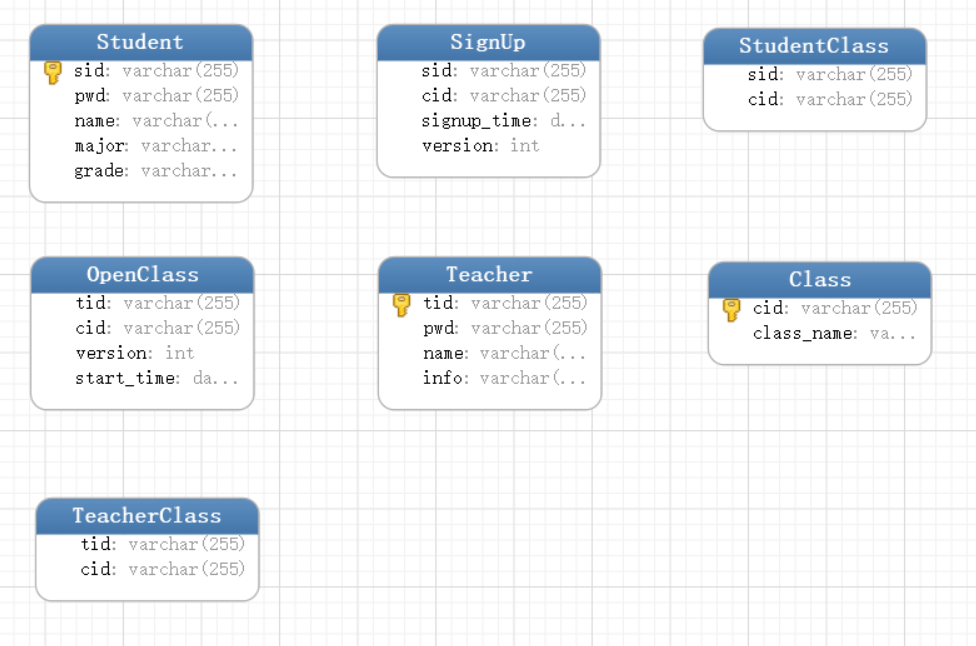 Student
sid: varchar(255)
pwd: varchar(255)
name: varchar(...
major: varchar...
grade: varchar...
SignUp
sid: varchar(255)
cid: varchar(255)
signup_time: d...
version: int
StudentClass
sid: varchar(255)
cid: varchar(255)
OpenClass
tid: varchar(255)
cid: varchar(255)
version: int
start_time: da...
Teacher
tid: varchar(255)
pwd: varchar(255)
name: varchar(...
info: varchar(...
Class
cid: varchar(255)
class_name: va...
TeacherClass
tid: varchar(255)
cid: varchar(255)